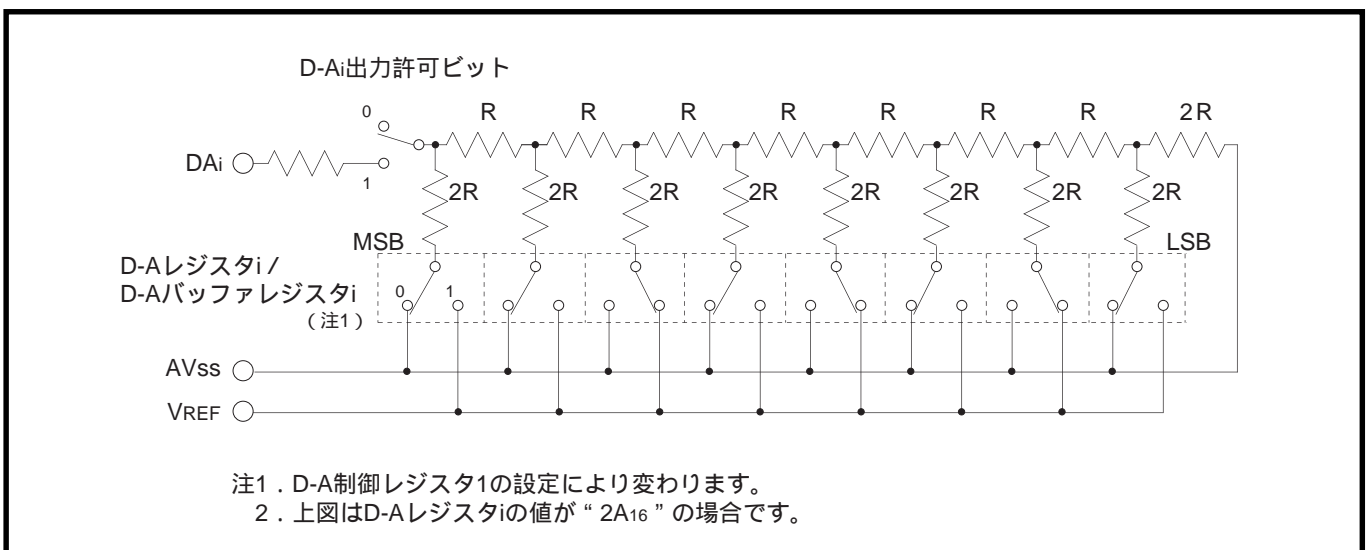 D-Ai出力許可ビット
0
R R R R R R R 2R
DAi
1
2R 2R 2R 2R 2R 2R 2R 2R
MSB LSB
D-Aレジスタi /
D-Aバッファレジスタi
0 1
(注1)
AVss
VREF
注1．D-A制御レジスタ1の設定により変わります。
2．上図はD-Aレジスタiの値が“2A16”の場合です。